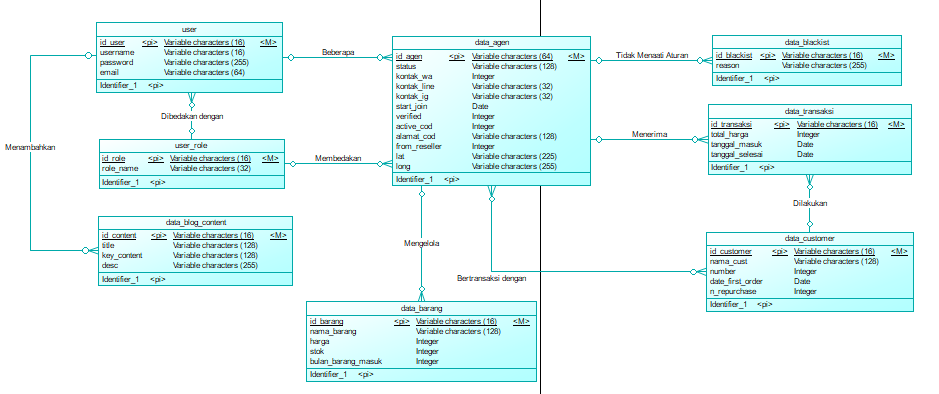 user
id_user <pi> Variable characters (16) <M>
username Variable characters (16)
password Variable characters (255)
email Variable characters (64)
Identifier_1 <pi>
Beberapa
data_agen
id_agen <pi> Variable characters (64) <M>
status Variable characters (128)
kontak_wa Integer
kontak_line Variable characters (32)
kontak_ig Variable characters (32)
start_join Date
verified Integer
active_cod Integer
alamat_cod Variable characters (128)
from_reseller Integer
lat Variable characters (225)
long Variable characters (255)
Identifier_1 <pi>
Tidak Menaati Aturan
data_blackist
id_blackist <pi> Variable characters (16) <M>
reason Variable characters (255)
Identifier_1 <pi>
Dibedakan dengan
Menambahkan
user_role
id_role <pi> Variable characters (16) <M>
role_name Variable characters (32)
Identifier_1 <pi>
Membedakan
Menerima
data_transaksi
id_transaksi <pi> Variable characters (16) <M>
total_harga Integer
tanggal_masuk Date
tanggal_selesai Date
Identifier_1 <pi>
Dilakukan
data_blog_content
id_content <pi> Variable characters (16) <M>
title Variable characters (128)
key_content Variable characters (128)
desc Variable characters (255)
Identifier_1 <pi>
Mengelola
Bertransaksi dengan
data_customer
id_customer <pi> Variable characters (16) <M>
nama_cust Variable characters (128)
number Integer
date_first_order Date
n_repurchase Integer
Identifier_1 <pi>
data_barang
id_barang <pi> Variable characters (16) <M>
nama_barang Variable characters (128)
harga Integer
stok Integer
bulan_barang_masuk Integer
Identifier_1 <pi>